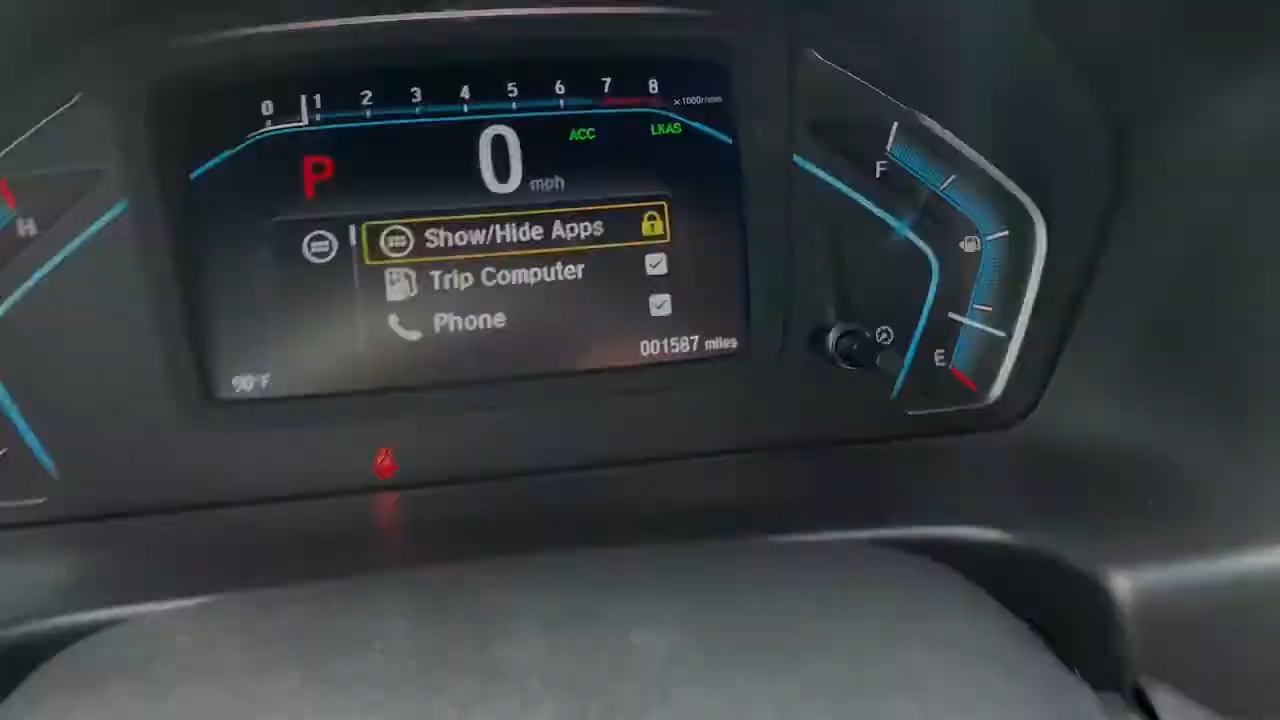 0 1 2 3 4 5 6 7 8 x1000r/min
ACC LKAS
P 0 mph
Show/Hide Apps
Trip Computer
Phone
001587 miles
90°F
H
F
E